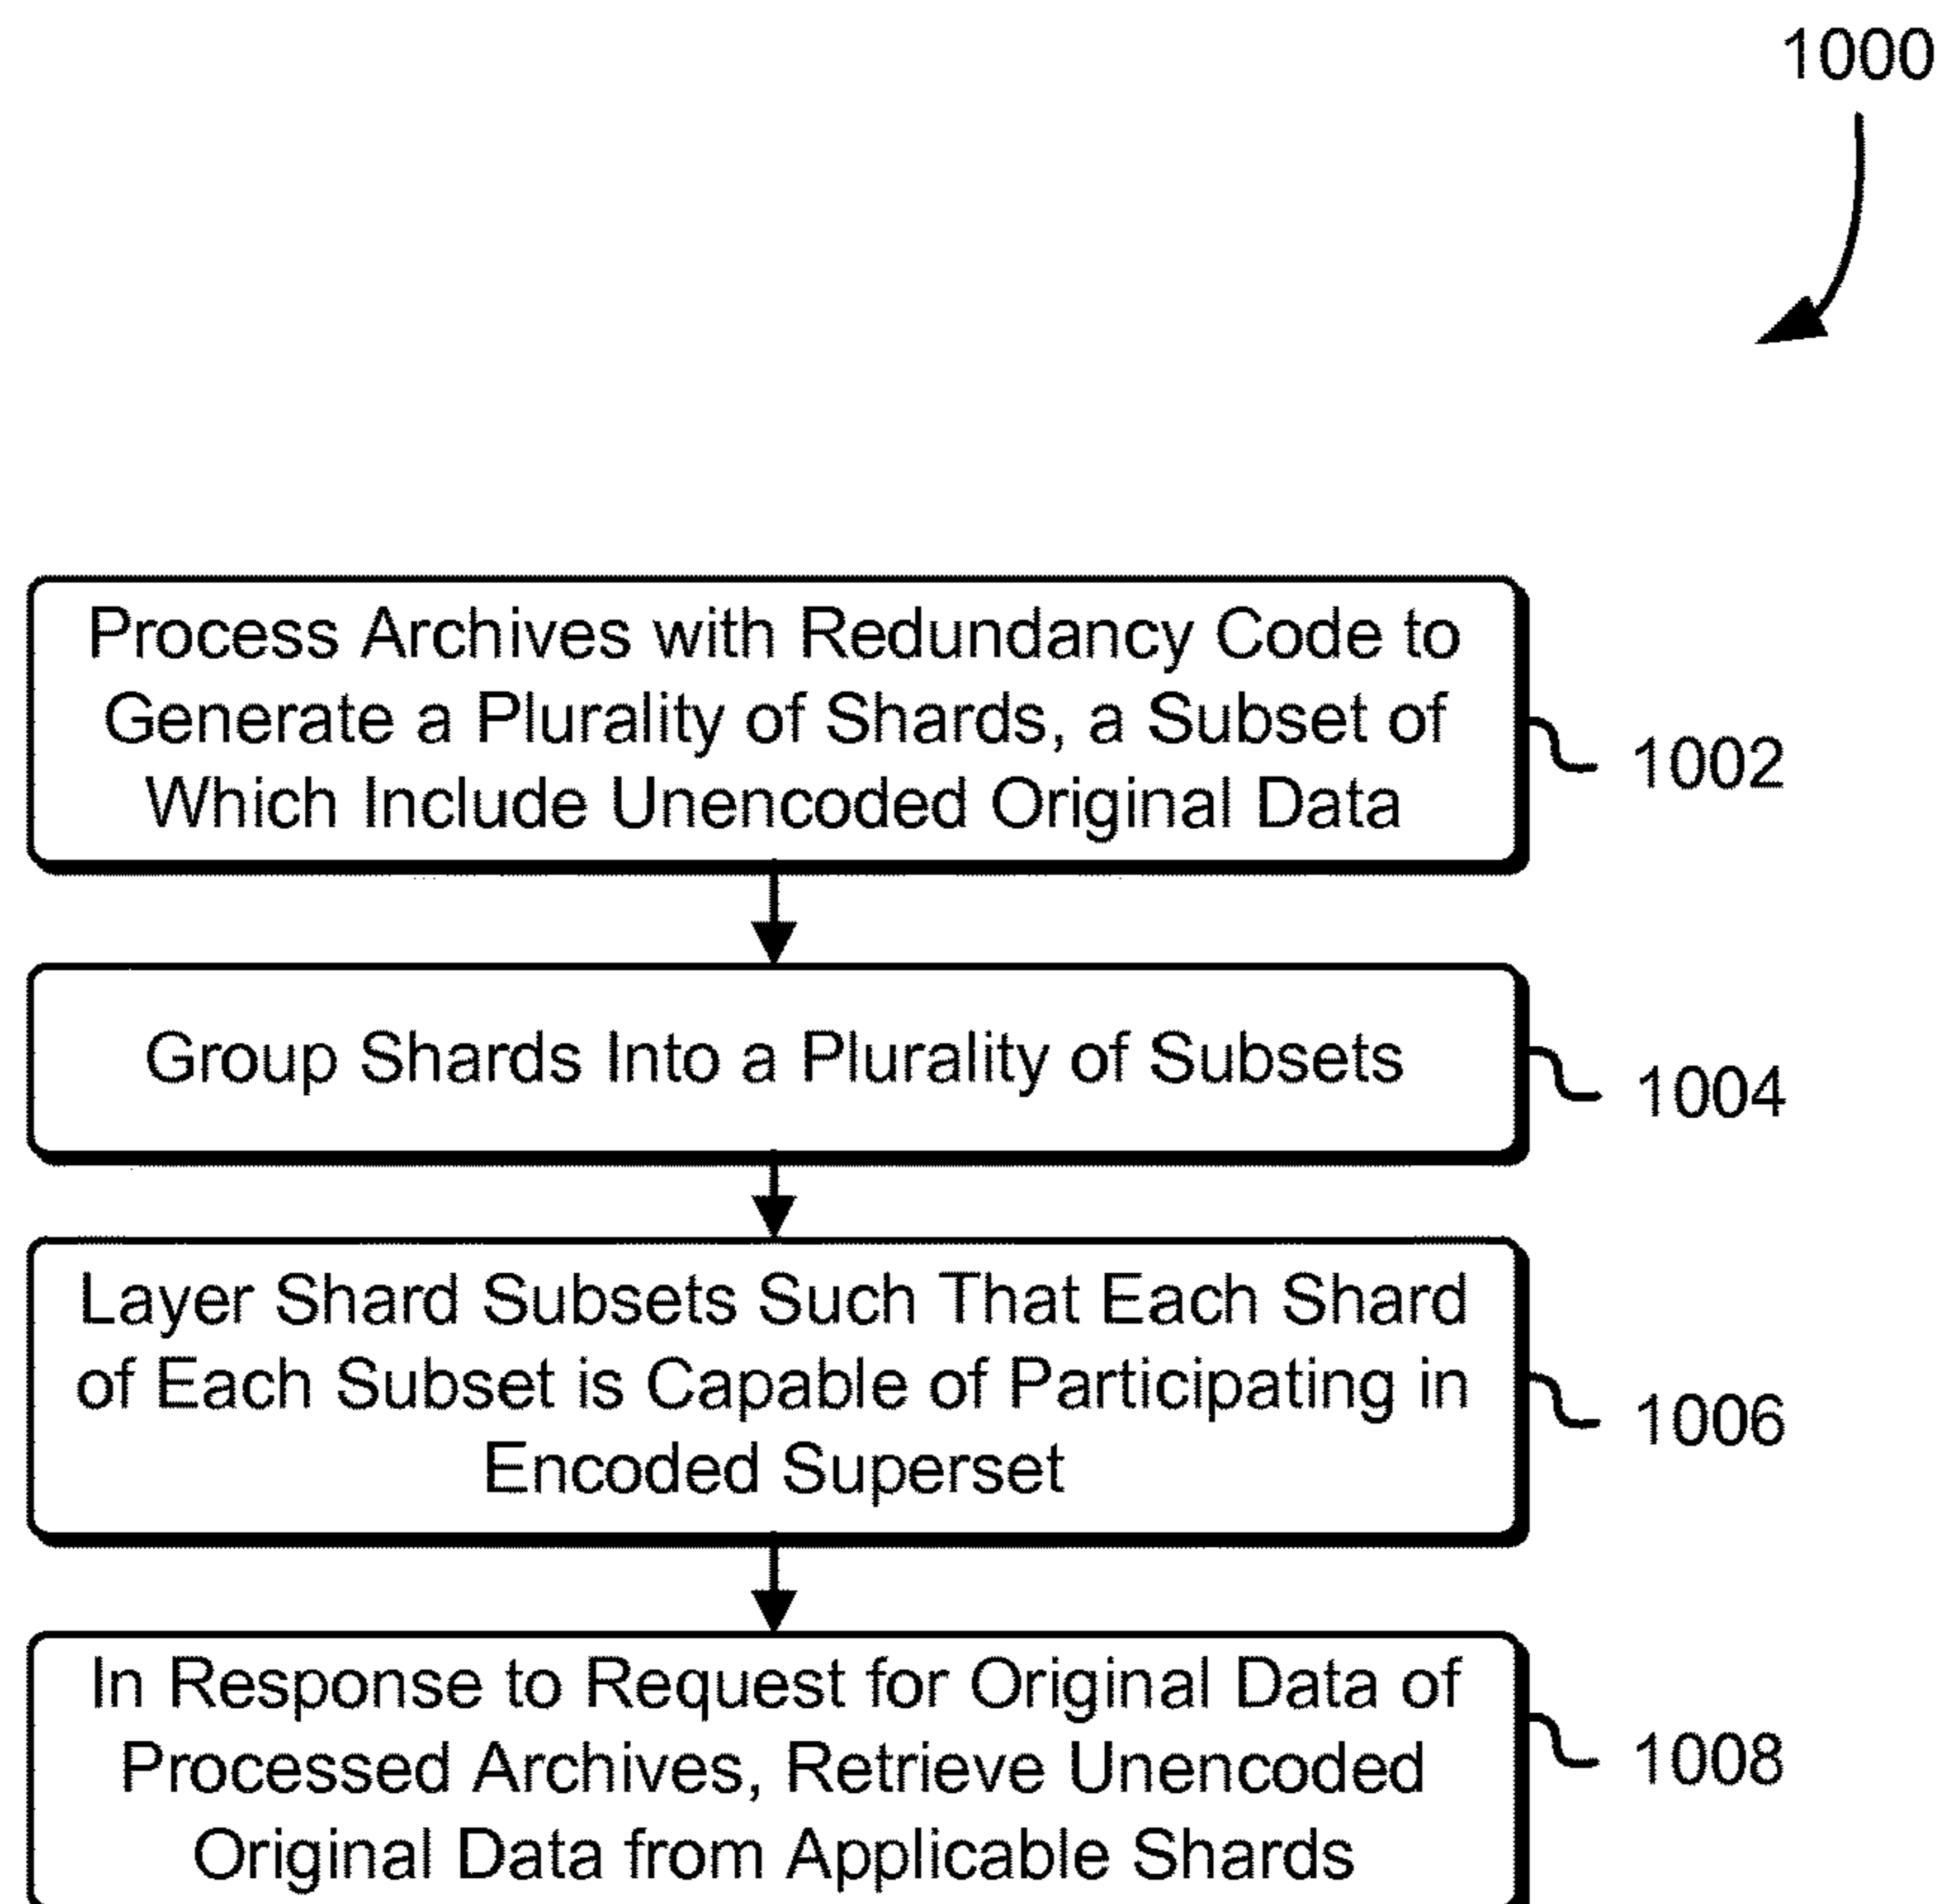 1000
Process Archives with Redundancy Code to
Generate a Plurality of Shards, a Subset of
Which Include Unencoded Original Data
1002
Group Shards Into a Plurality of Subsets
1004
Layer Shard Subsets Such That Each Shard
of Each Subset is Capable of Participating in
Encoded Superset
1006
In Response to Request for Original Data of
Processed Archives, Retrieve Unencoded
Original Data from Applicable Shards
1008